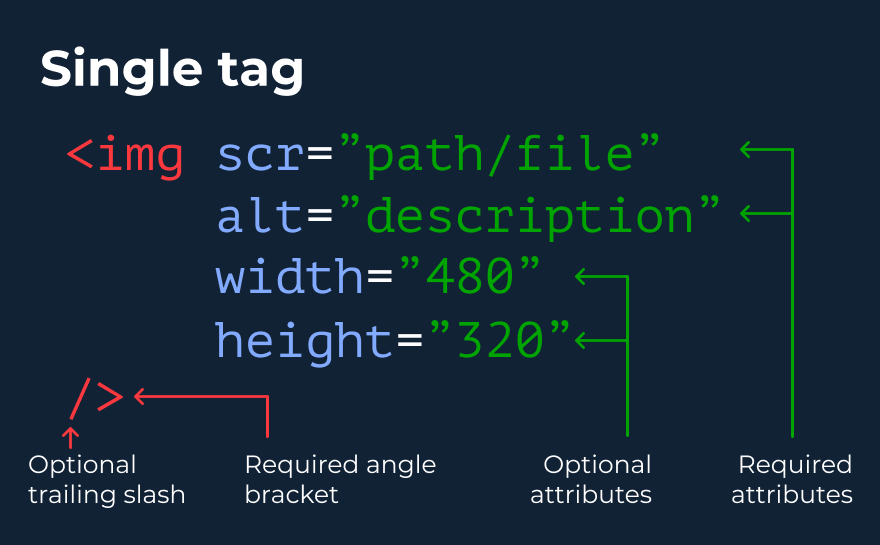 Single tag
<img scr=”path/file”
alt=”description”
width=”480”
height=”320”
/>
Optional trailing slash
Required angle bracket
Optional attributes
Required attributes